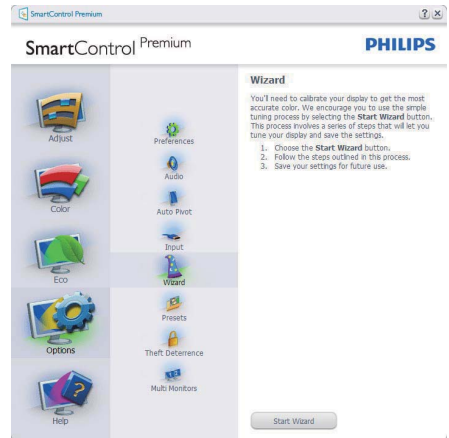 SmartControl Premium
SmartControl Premium
PHILIPS
Adjust
Color
Eco
Options
Help
Preferences
Audio
Auto Pivot
Input
Wizard
Presets
Theft Deterrence
Multi Monitors
Wizard
You'll need to calibrate your display to get the most
accurate color. We encourage you to use the simple
tuning process by selecting the Start Wizard button.
This process involves a series of steps that will let you
tune your display and save the settings.
1. Choose the Start Wizard button.
2. Follow the steps outlined in this process.
3. Save your settings for future use.
Start Wizard